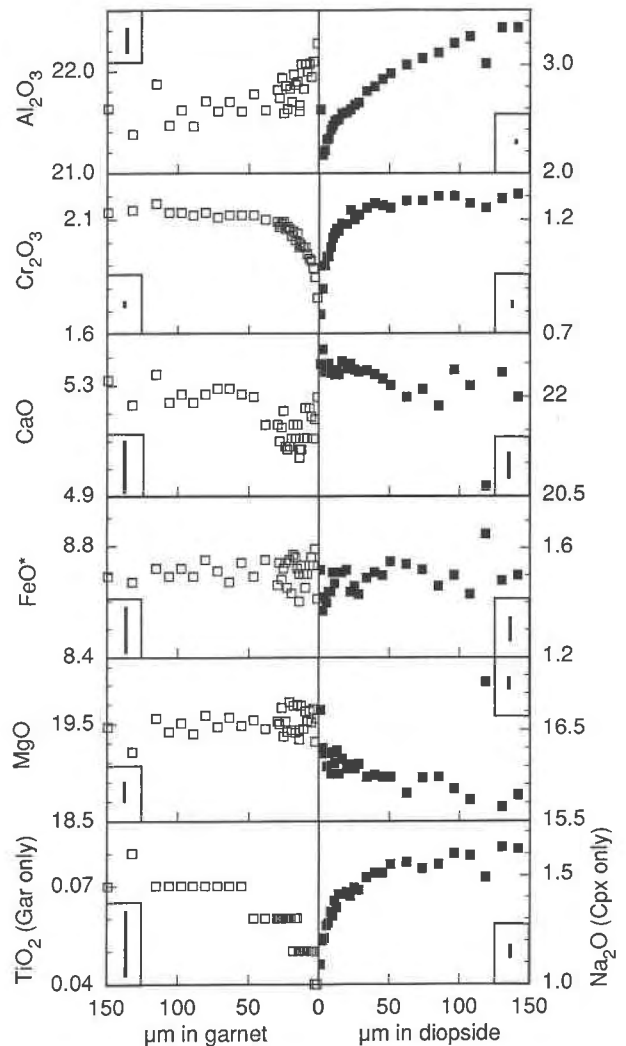 Al₂O₃
22.0
21.0
3.0
2.0
Cr₂O₃
2.1
1.6
1.2
0.7
CaO
5.3
4.9
22
20.5
FeO*
8.8
8.4
1.6
1.2
MgO
19.5
18.5
16.5
15.5
TiO₂ (Gar only)
0.07
0.04
1.5
1.0
Na₂O (Cpx only)
150 100 50 0 50 100 150
µm in garnet µm in diopside